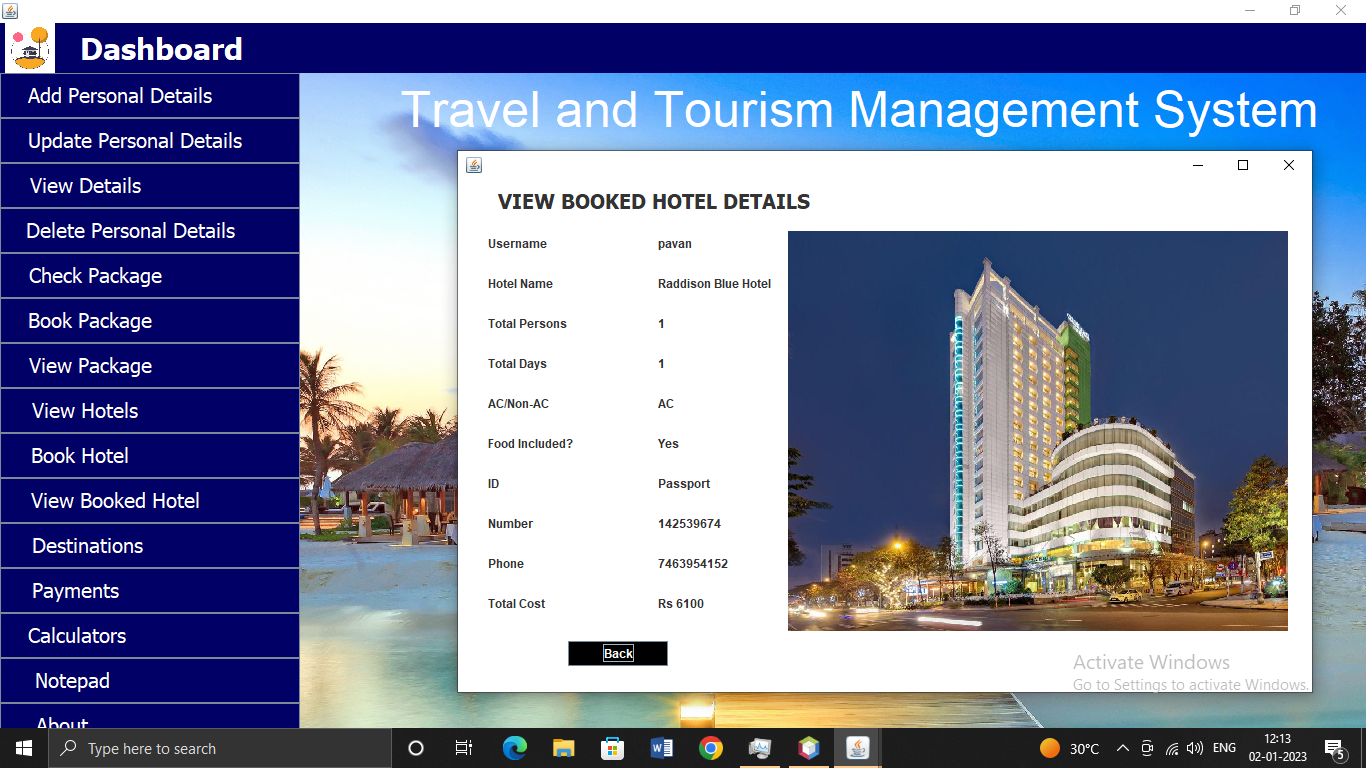 Dashboard
Travel and Tourism Management System
Add Personal Details
Update Personal Details
View Details
Delete Personal Details
Check Package
Book Package
View Package
View Hotels
Book Hotel
View Booked Hotel
Destinations
Payments
Calculators
Notepad
About
VIEW BOOKED HOTEL DETAILS
Username pavan
Hotel Name Raddison Blue Hotel
Total Persons 1
Total Days 1
AC/Non-AC AC
Food Included? Yes
ID Passport
Number 142539674
Phone 7463954152
Total Cost Rs 6100
Back
Activate Windows
Go to Settings to activate Windows.
Type here to search
30°C
ENG
12:13
02-01-2023
5